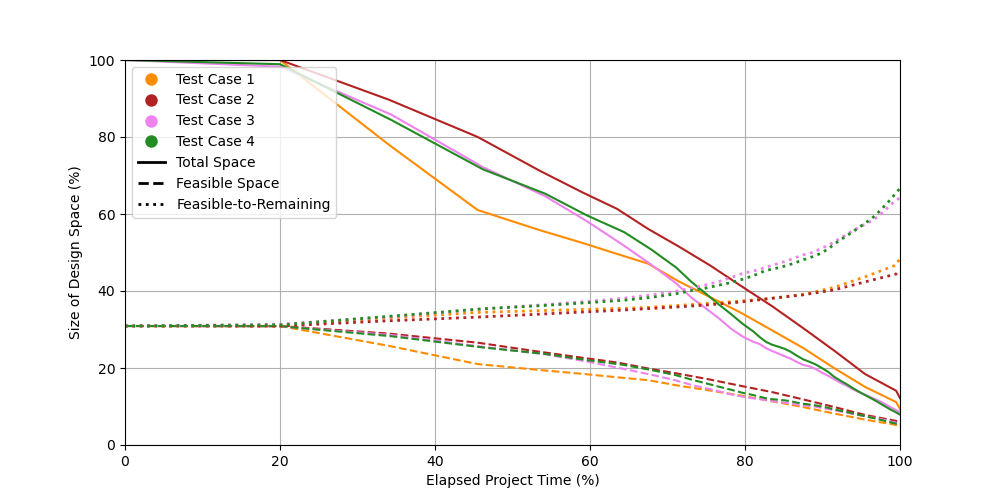 100
80
60
40
20
0
Size of Design Space (%)
Test Case 1
Test Case 2
Test Case 3
Test Case 4
Total Space
Feasible Space
Feasible-to-Remaining
0 20 40 60 80 100
Elapsed Project Time (%)